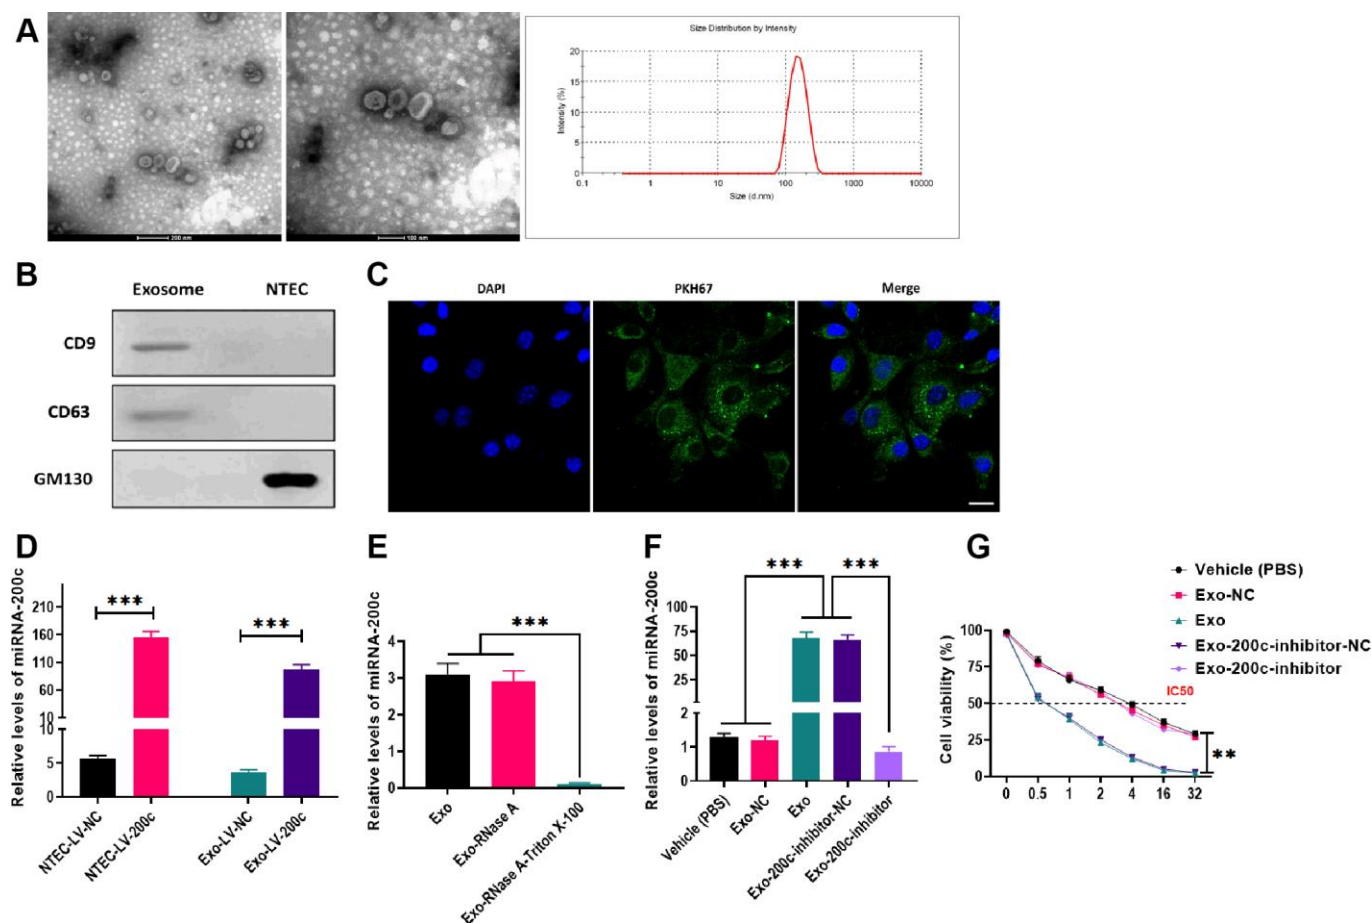 A
200 nm
100 nm
Size Distribution by Intensity
Intensity (%)
20
15
10
5
0
0.1 1 10 100 1000 10000
Size (d.nm)
B
Exosome NTEC
CD9
CD63
GM130
C
DAPI PKH67 Merge
D
Relative levels of miRNA-200c
210
160
110
60
10
10
5
0
***
***
NTEC-LV-NC
NTEC-LV-200c
Exo-LV-NC
Exo-LV-200c
E
Relative levels of miRNA-200c
4
3
2
1
0
***
Exo
Exo-RNase A
Exo-RNase A-Triton X-100
F
Relative levels of miRNA-200c
100
75
50
25
2
1
0
***
***
Vehicle (PBS)
Exo-NC
Exo
Exo-200c-inhibitor-NC
Exo-200c-inhibitor
G
Vehicle (PBS)
Exo-NC
Exo
Exo-200c-inhibitor-NC
Exo-200c-inhibitor
Cell viability (%)
100
75
50
25
0
IC50
**
0 0.5 1 2 4 16 32